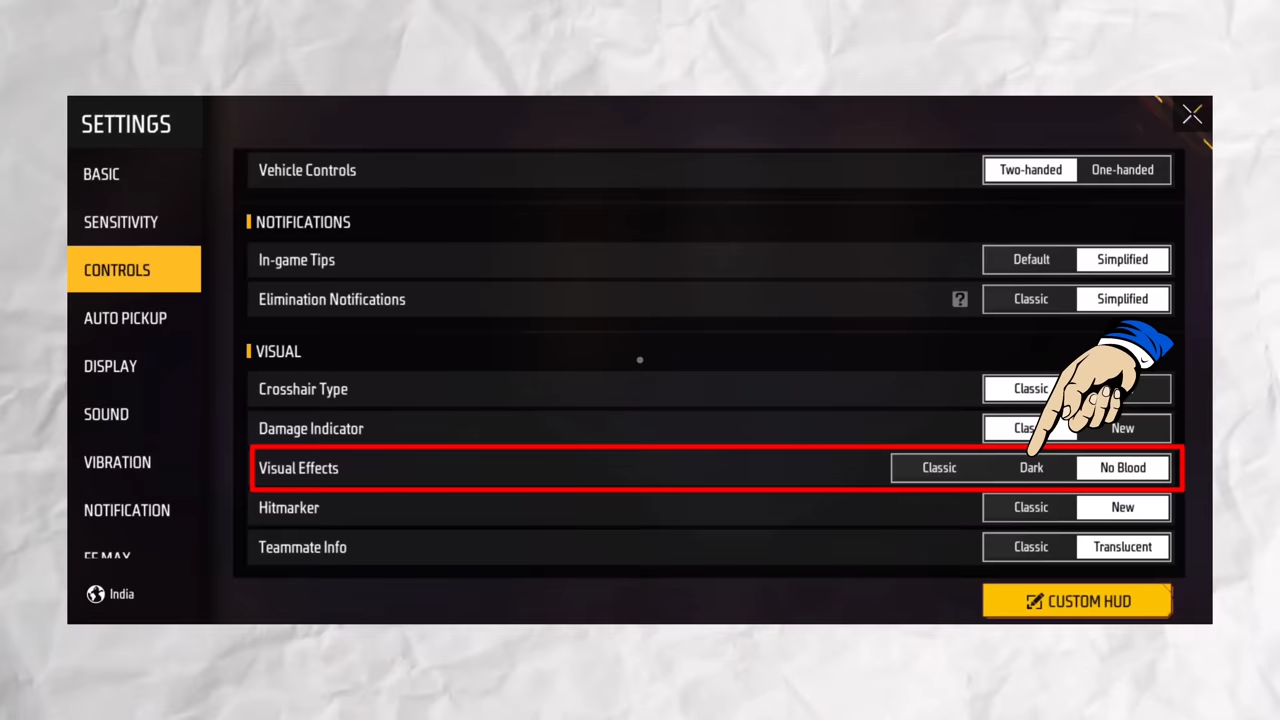 SETTINGS
BASIC
SENSITIVITY
CONTROLS
AUTO PICKUP
DISPLAY
SOUND
VIBRATION
NOTIFICATION
India
Vehicle Controls Two-handed One-handed
NOTIFICATIONS
In-game Tips Default Simplified
Elimination Notifications ? Classic Simplified
VISUAL
Crosshair Type Classic
Damage Indicator New
Visual Effects Classic Dark No Blood
Hitmarker Classic New
Teammate Info Classic Translucent
CUSTOM HUD